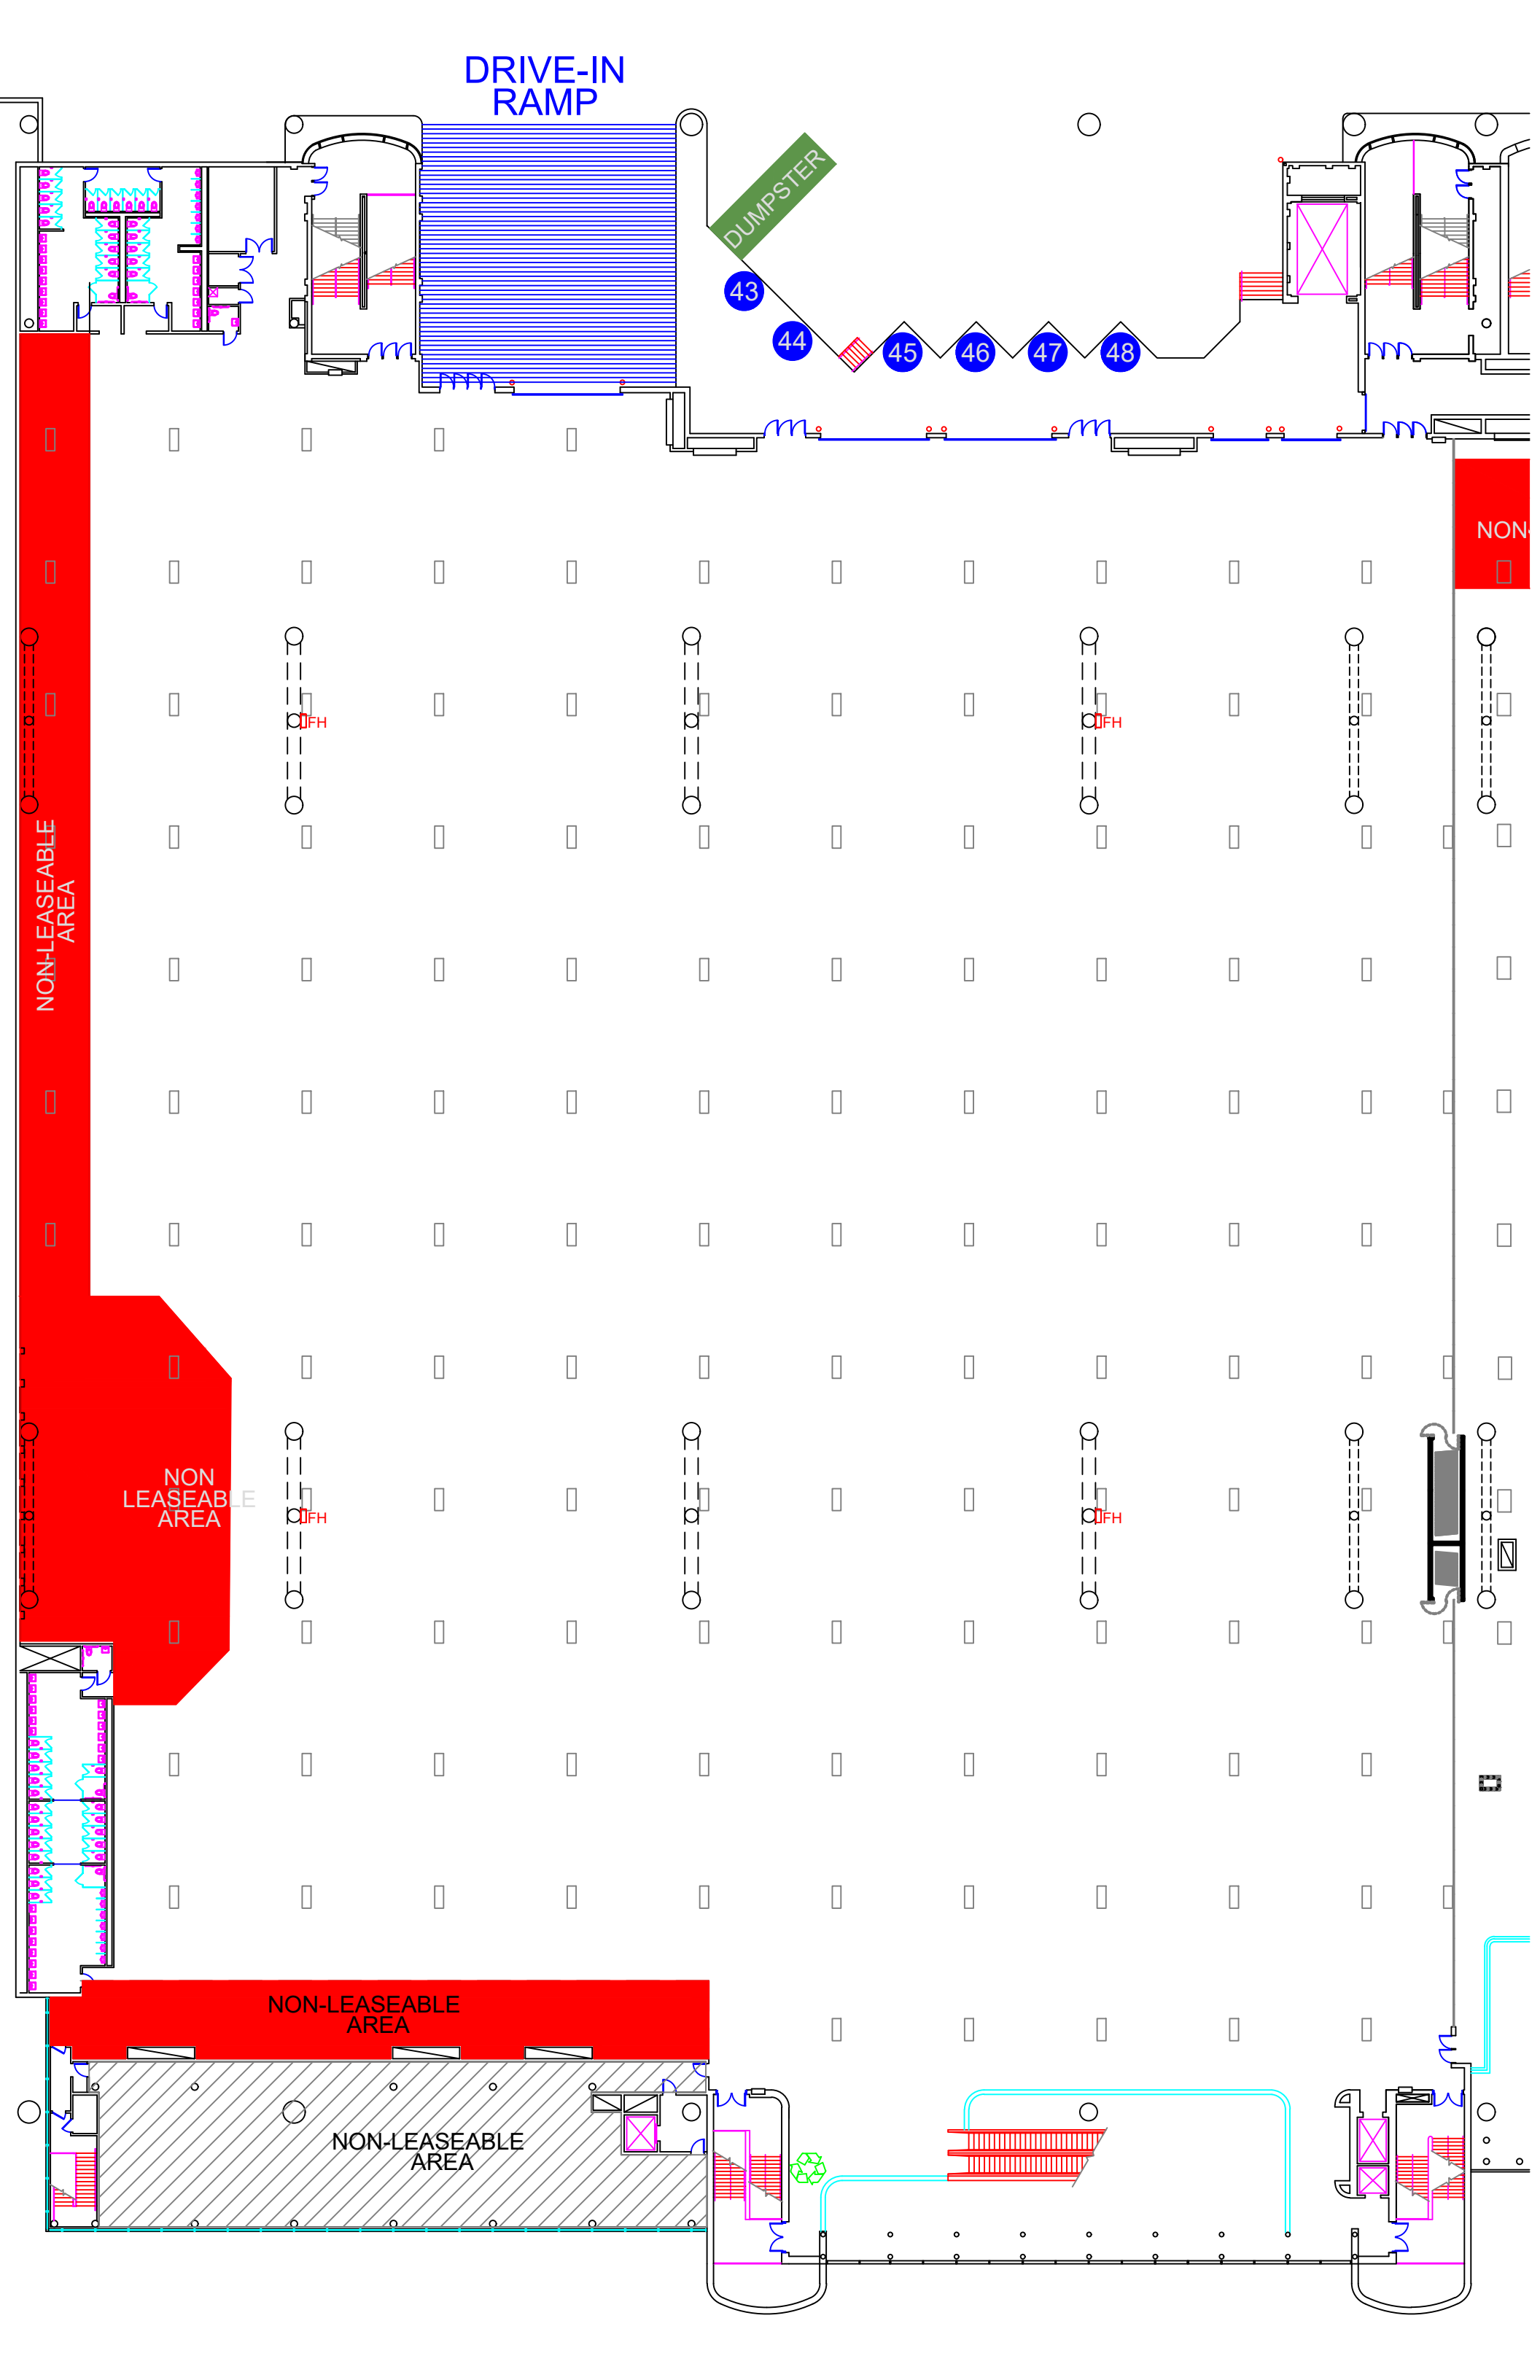 DRIVE-IN
RAMP
DUMPSTER
43
44
45
46
47
48
NON-
FH
FH
NON-LEASEABLE
AREA
NON
LEASEABLE
AREA
FH
FH
NON-LEASEABLE
AREA
NON-LEASEABLE
AREA